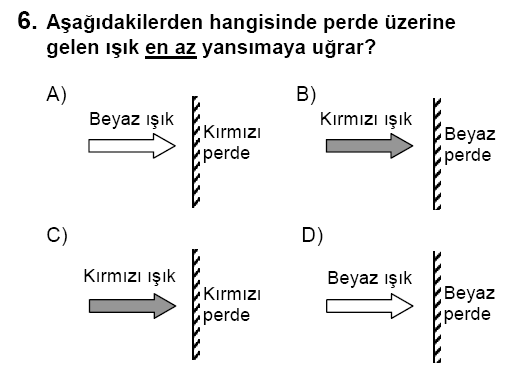 6. Aşağıdakilerden hangisinde perde üzerine
gelen ışık en az yansımaya uğrar?
A)
Beyaz ışık
Kırmızı
perde
B)
Kırmızı ışık
Beyaz
perde
C)
Kırmızı ışık
Kırmızı
perde
D)
Beyaz ışık
Beyaz
perde